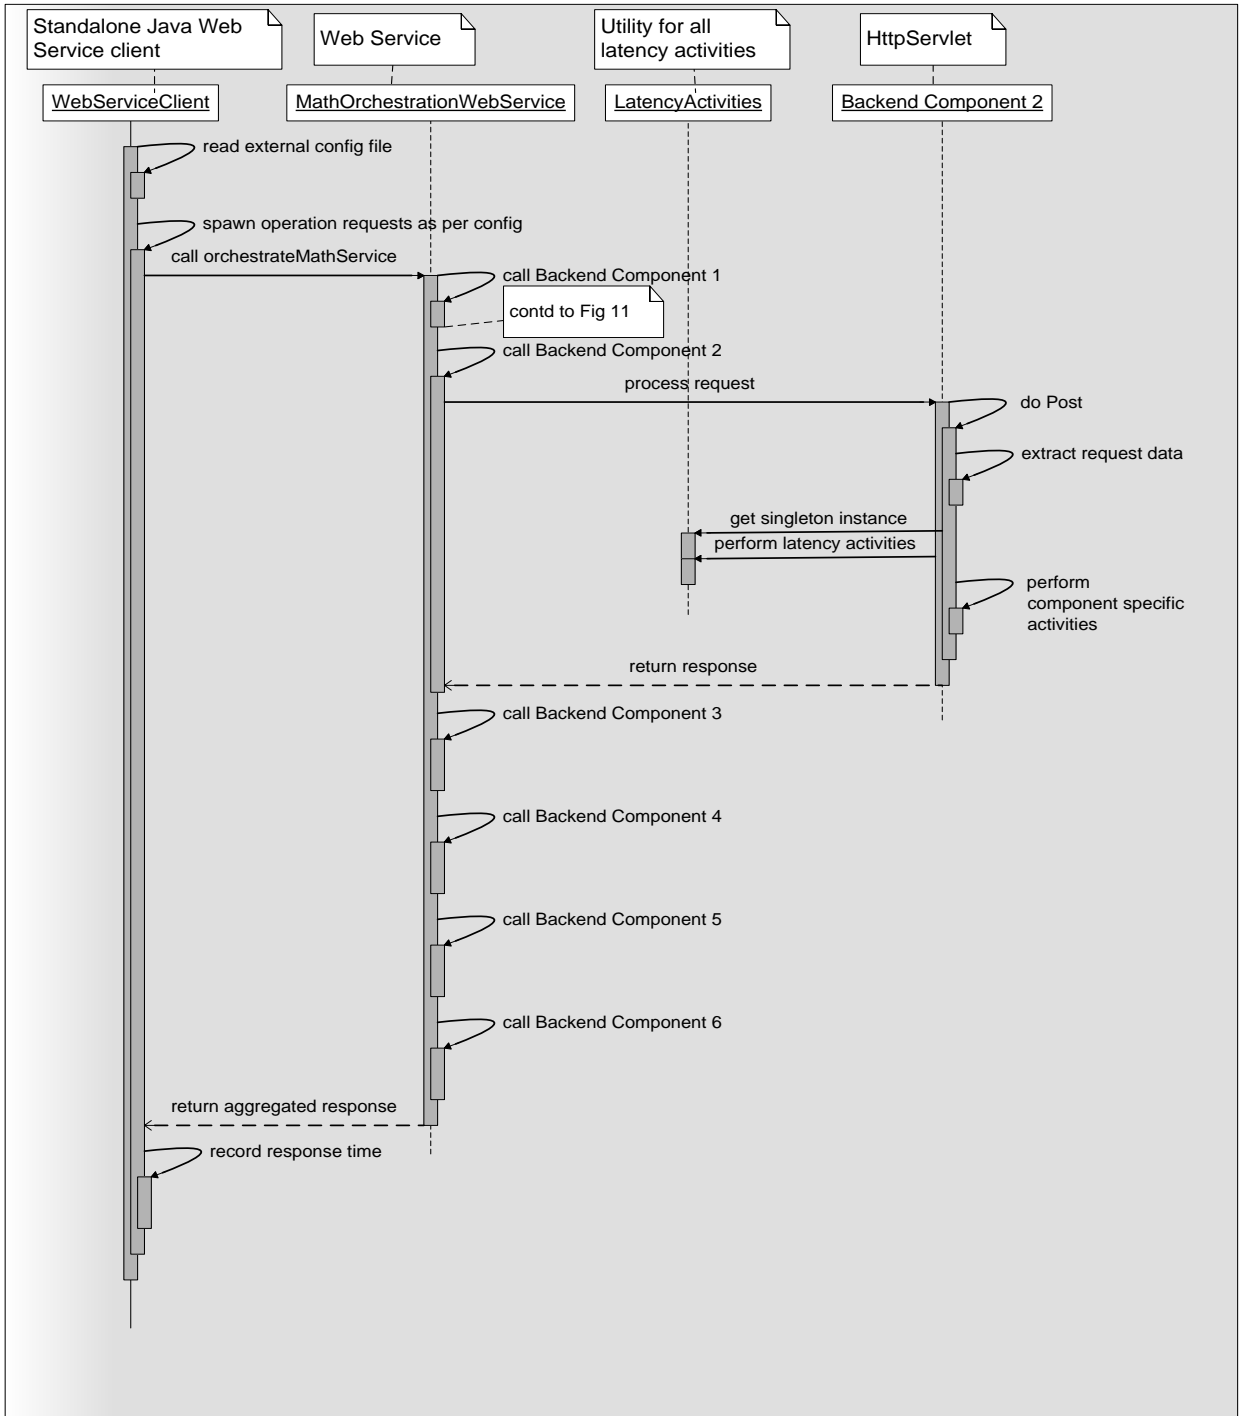 Standalone Java Web
Service client
Web Service
Utility for all
latency activities
HttpServlet
WebServiceClient
MathOrchestrationWebService
LatencyActivities
Backend Component 2
read external config file
spawn operation requests as per config
call orchestrateMathService
call Backend Component 1
contd to Fig 11
call Backend Component 2
process request
do Post
extract request data
get singleton instance
perform latency activities
perform
component specific
activities
return response
call Backend Component 3
call Backend Component 4
call Backend Component 5
call Backend Component 6
return aggregated response
record response time